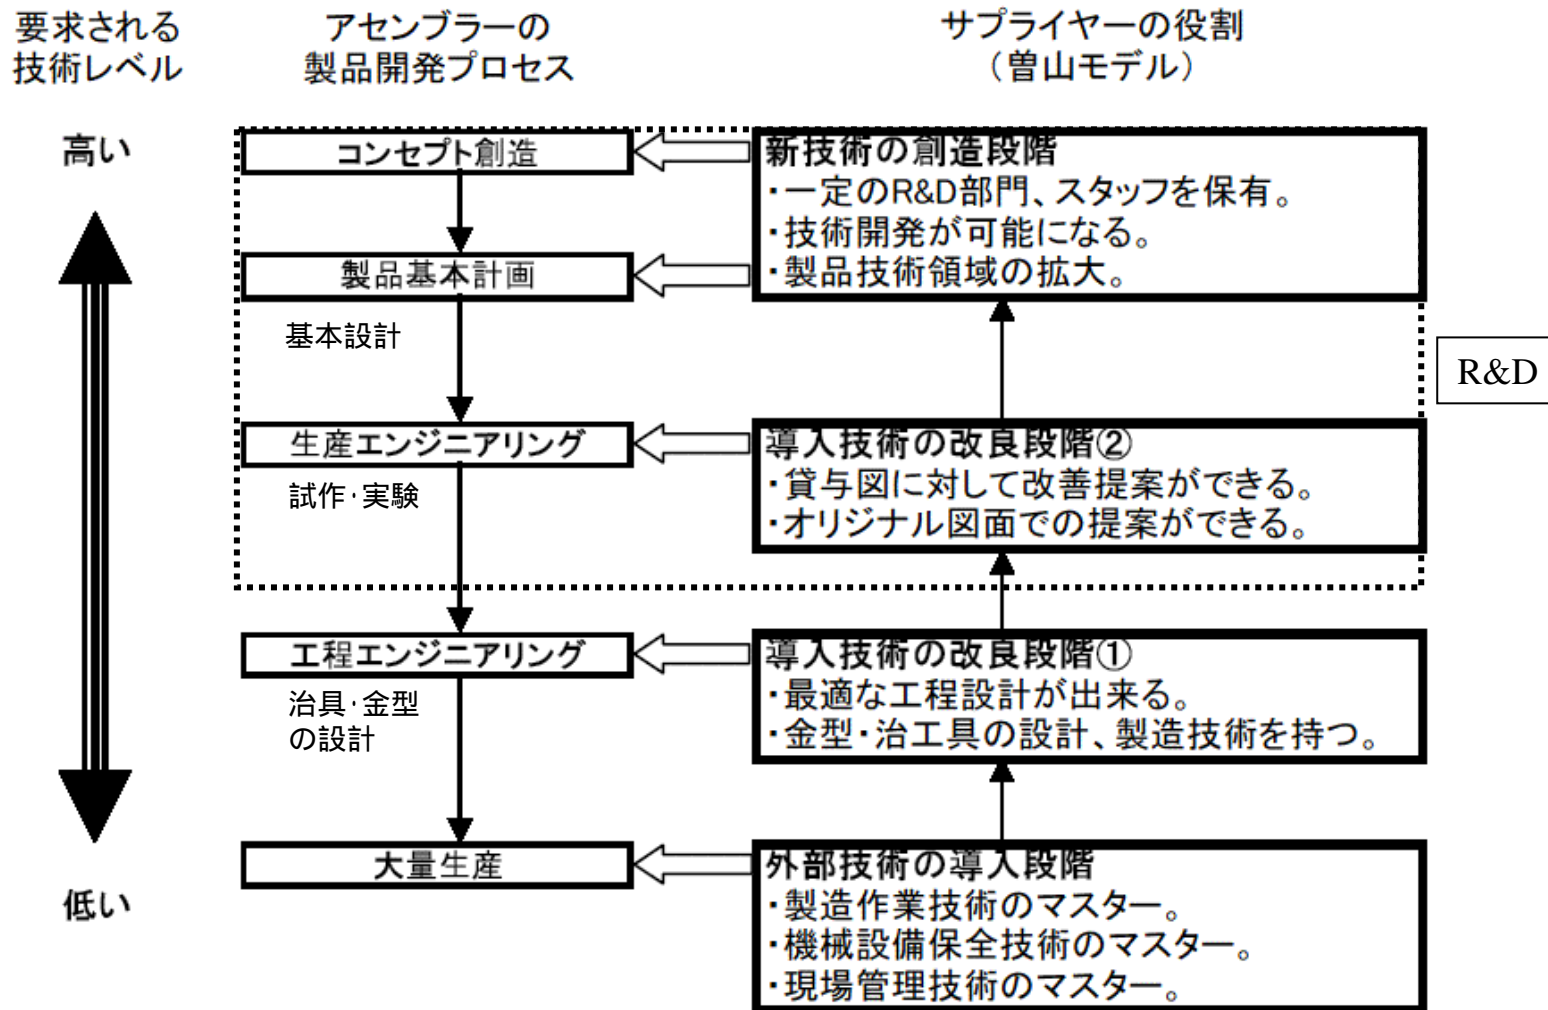 要求される
技術レベル
アセンブラーの
製品開発プロセス
サプライヤーの役割
（曽山モデル）
高い
コンセプト創造
新技術の創造段階
・一定のR&D部門、スタッフを保有。
・技術開発が可能になる。
・製品技術領域の拡大。
製品基本計画
基本設計
R&D
生産エンジニアリング
試作・実験
導入技術の改良段階②
・貸与図に対して改善提案ができる。
・オリジナル図面での提案ができる。
工程エンジニアリング
治具・金型
の設計
導入技術の改良段階①
・最適な工程設計が出来る。
・金型・治工具の設計、製造技術を持つ。
大量生産
低い
外部技術の導入段階
・製造作業技術のマスター。
・機械設備保全技術のマスター。
・現場管理技術のマスター。